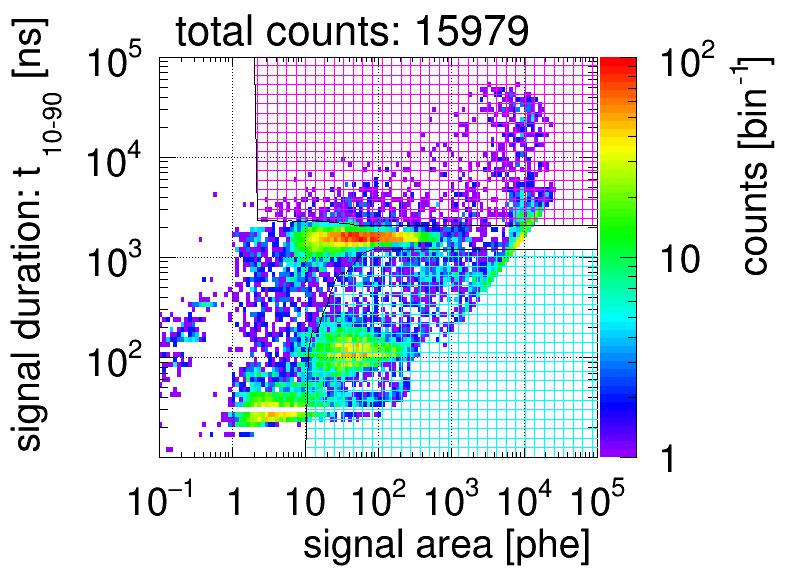 total counts: 15979
signal duration: t 10-90 [ns]
10^5
10^4
10^3
10^2
10^−1 1 10 10^2 10^3 10^4 10^5
signal area [phe]
10^2
10
1
counts [bin^-1]